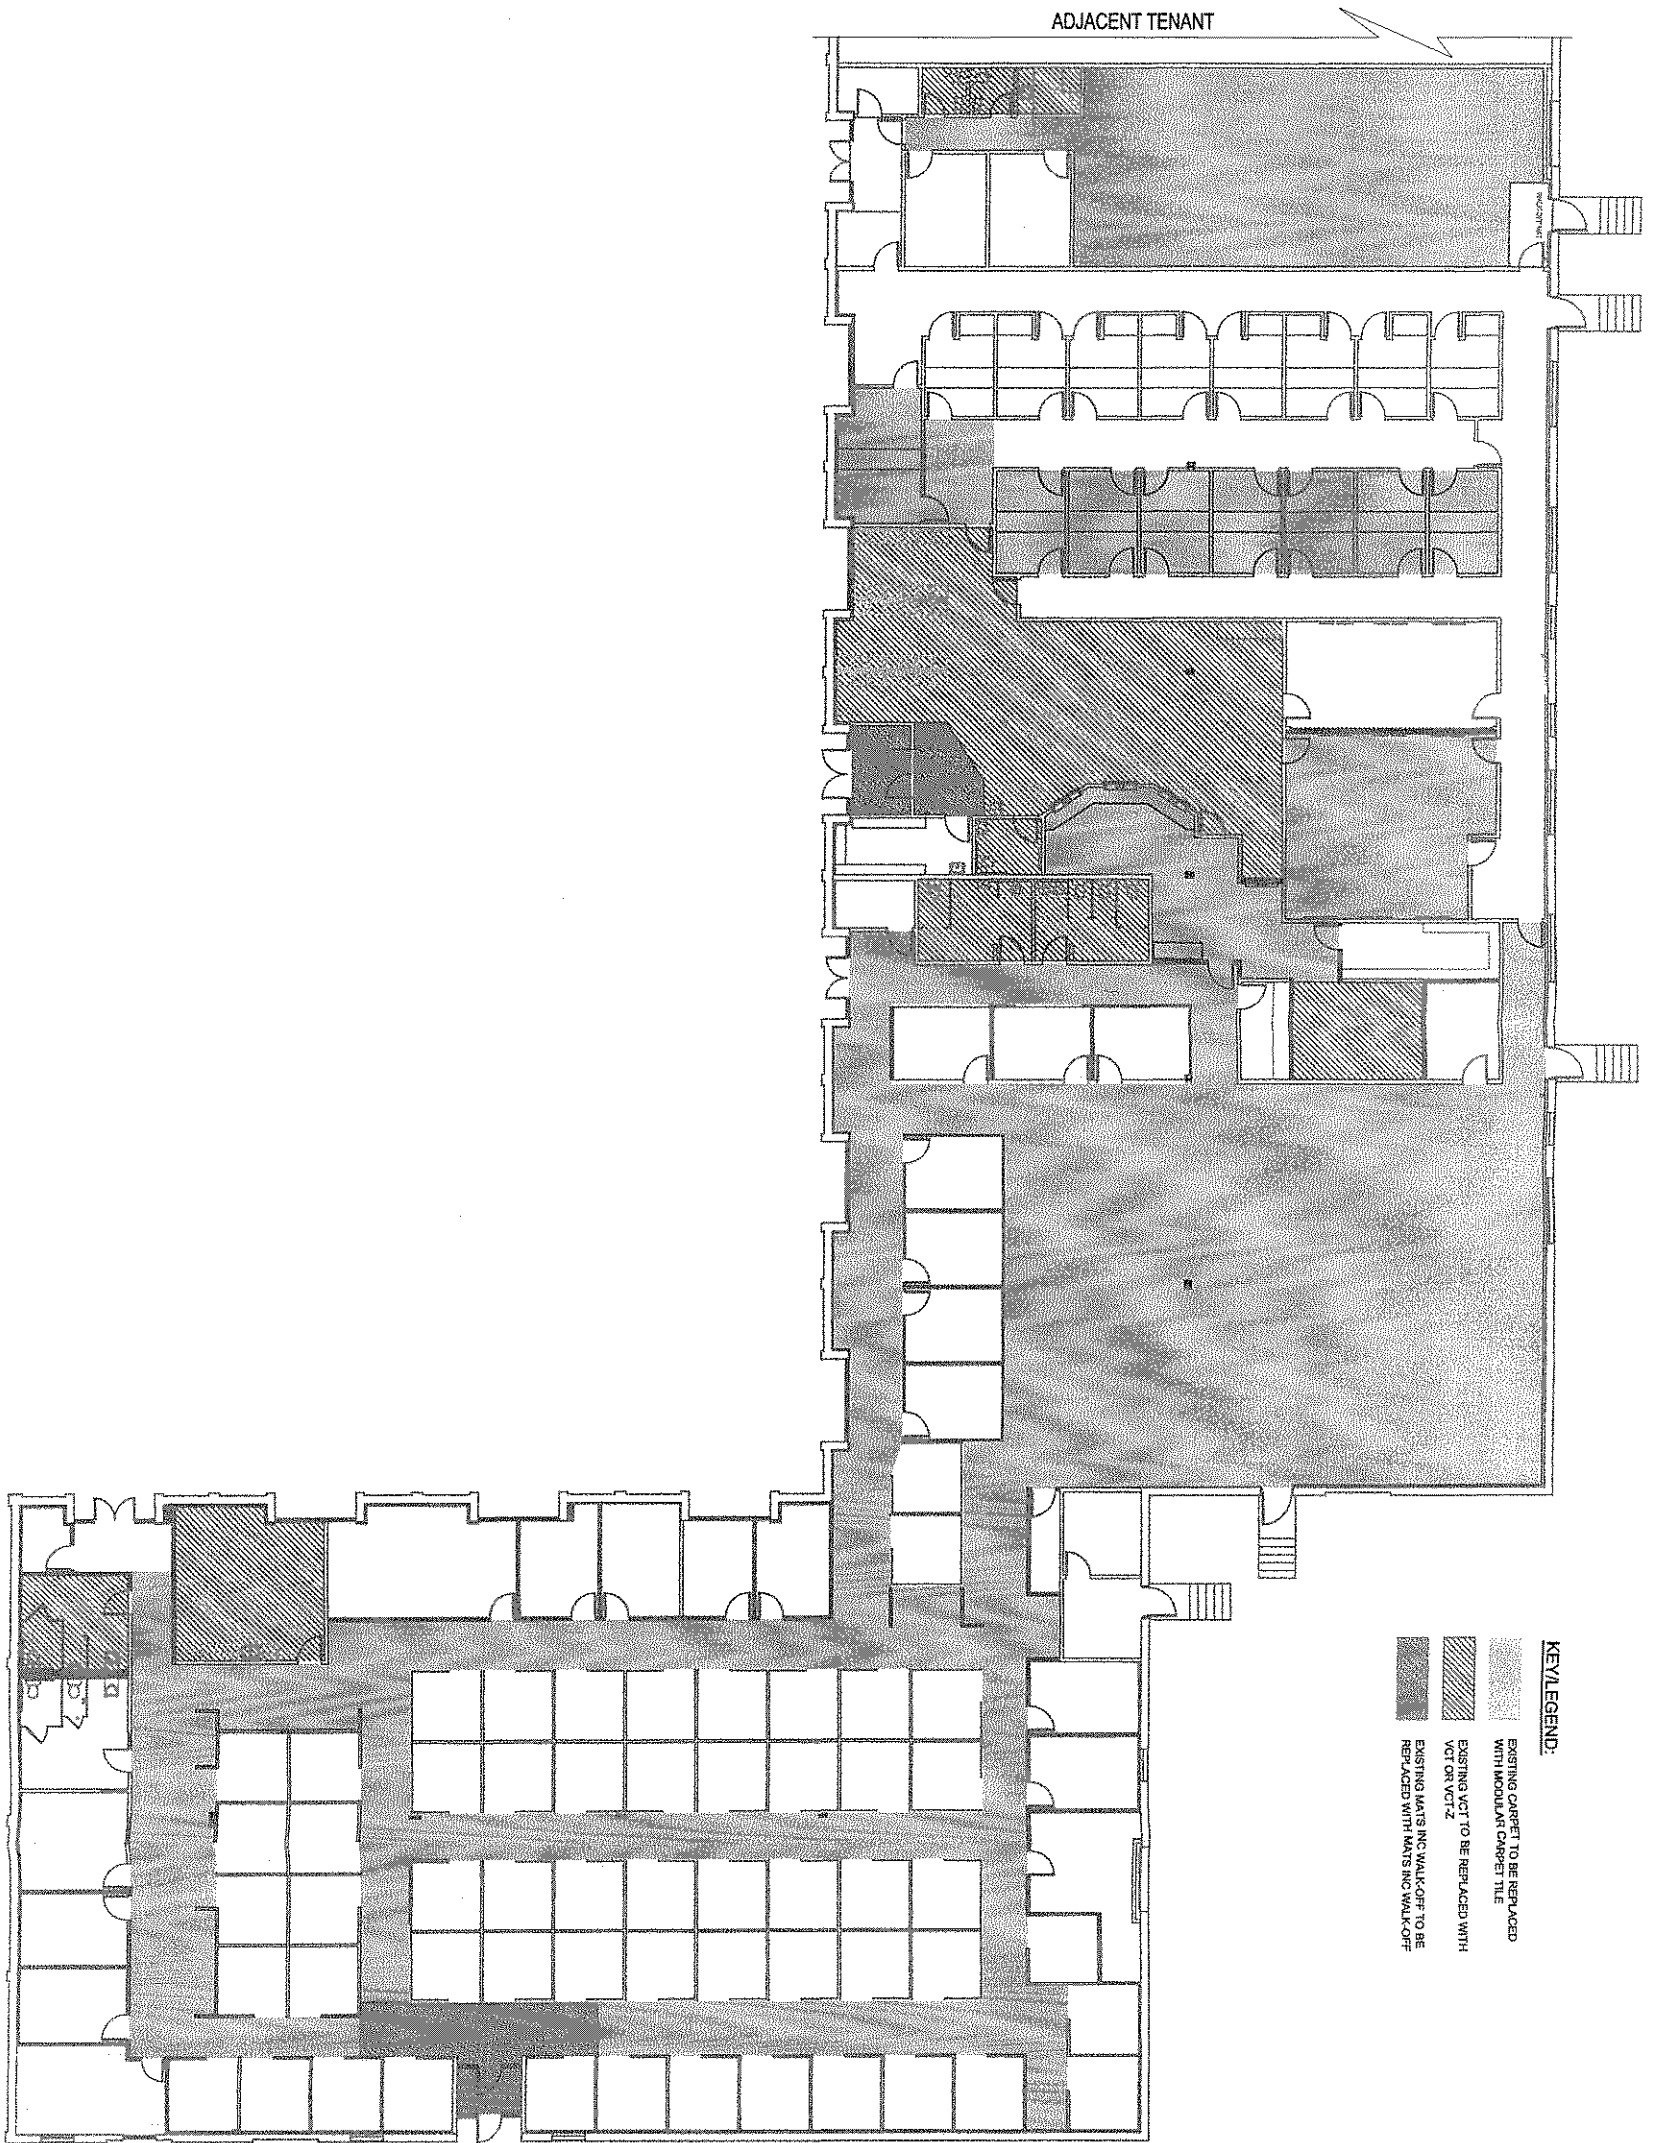 ADJACENT TENANT
KEY/LEGEND:
EXISTING CARPET TO BE REPLACED
WITH MODULAR CARPET TILE
EXISTING VCT TO BE REPLACED WITH
VCT OR VCT-Z
EXISTING MATS INC WALK-OFF TO BE
REPLACED WITH MATS INC WALK-OFF